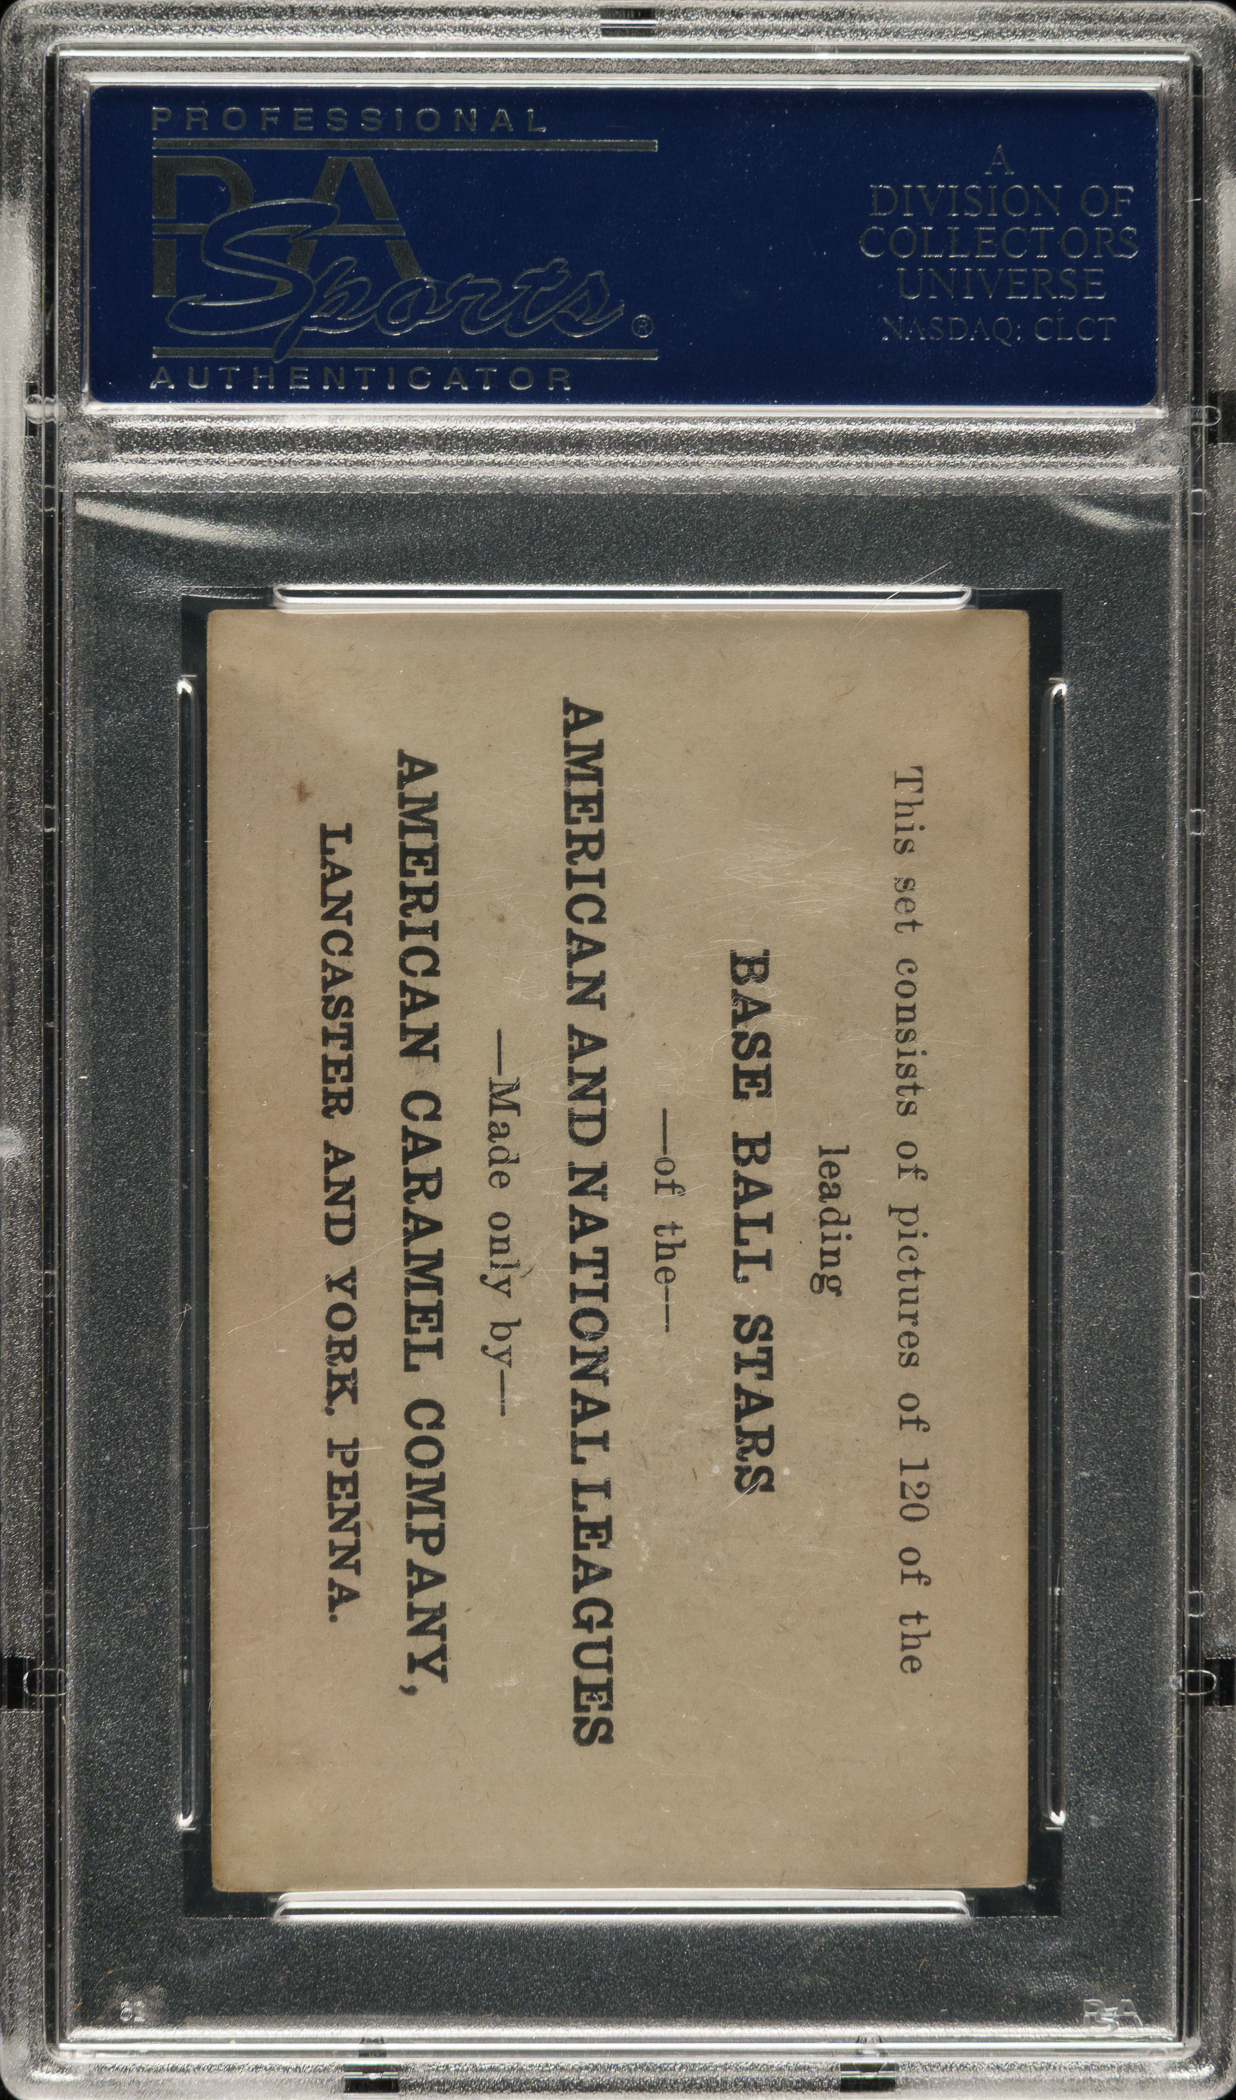 PROFESSIONAL
PSA
Sports ®
AUTHENTICATOR
A
DIVISION OF
COLLECTORS
UNIVERSE
NASDAQ: CLCT
This set consists of pictures of 120 of the
leading
BASE BALL STARS
—of the—
AMERICAN AND NATIONAL LEAGUES
—Made only by—
AMERICAN CARAMEL COMPANY,
LANCASTER AND YORK, PENNA.
PSA